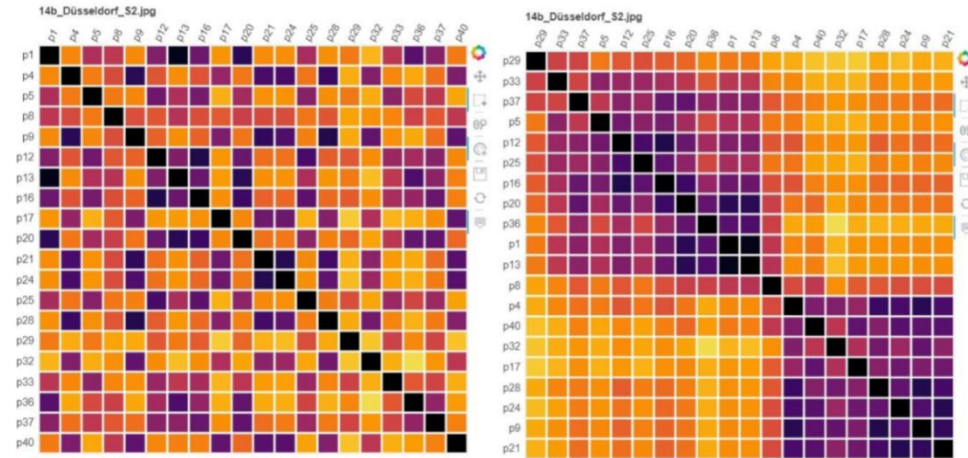 14b_Düsseldorf_S2.jpg
p1 p4 p5 p8 p9 p12 p13 p16 p17 p20 p21 p24 p25 p28 p29 p32 p33 p36 p37 p40
p1
p4
p5
p8
p9
p12
p13
p16
p17
p20
p21
p24
p25
p28
p29
p32
p33
p36
p37
p40
14b_Düsseldorf_S2.jpg
p29 p33 p37 p5 p12 p25 p16 p20 p36 p1 p13 p8 p4 p40 p32 p17 p28 p24 p9 p21
p29
p33
p37
p5
p12
p25
p16
p20
p36
p1
p13
p8
p4
p40
p32
p17
p28
p24
p9
p21